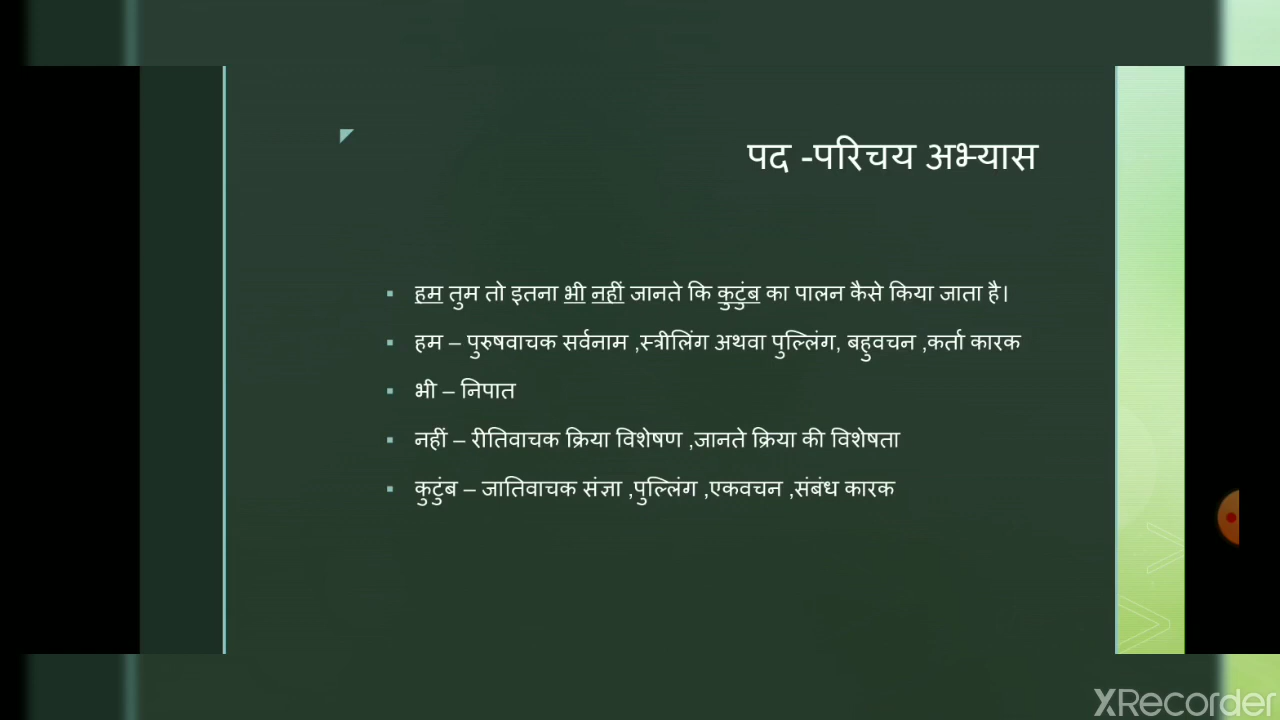 पद -परिचय अभ्यास
हम तुम तो इतना भी नहीं जानते कि कुटुंब का पालन कैसे किया जाता है।
हम – पुरुषवाचक सर्वनाम ,स्त्रीलिंग अथवा पुल्लिंग, बहुवचन ,कर्ता कारक
भी – निपात
नहीं – रीतिवाचक क्रिया विशेषण ,जानते क्रिया की विशेषता
कुटुंब – जातिवाचक संज्ञा ,पुल्लिंग ,एकवचन ,संबंध कारक
XRecorder